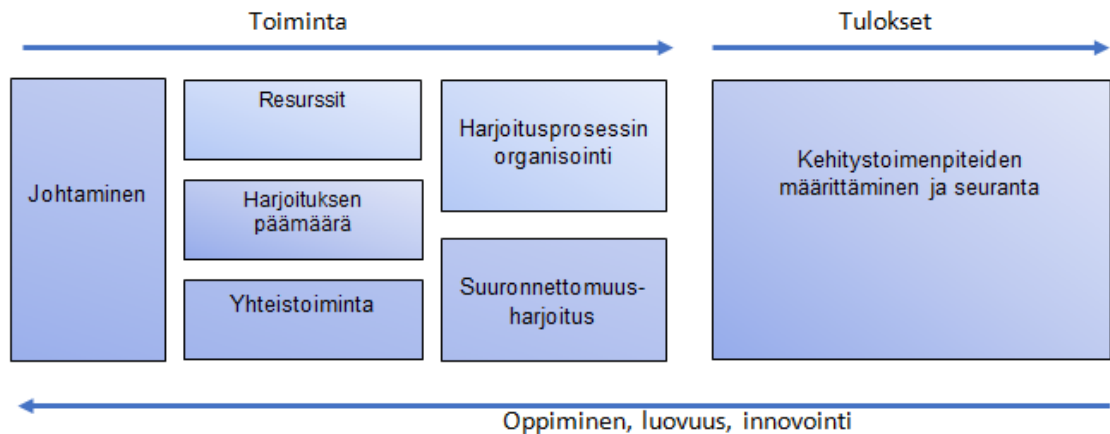 Toiminta
Tulokset
Johtaminen
Resurssit
Harjoituksen
päämäärä
Yhteistoiminta
Harjoitusprosessin
organisointi
Suuronnettomuus-
harjoitus
Kehitystoimenpiteiden
määrittäminen ja seuranta
Oppiminen, luovuus, innovointi